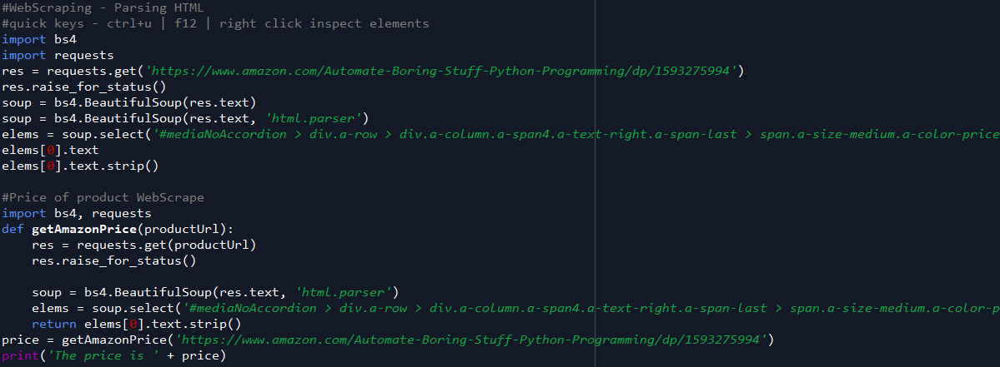 #WebScraping - Parsing HTML
#quick keys - ctrl+u | f12 | right click inspect elements
import bs4
import requests
res = requests.get('https://www.amazon.com/Automate-Boring-Stuff-Python-Programming/dp/1593275994')
res.raise_for_status()
soup = bs4.BeautifulSoup(res.text)
soup = bs4.BeautifulSoup(res.text, 'html.parser')
elems = soup.select('#mediaNoAccordion > div.a-row > div.a-column.a-span4.a-text-right.a-span-last > span.a-size-medium.a-color-price
elems[0].text
elems[0].text.strip()

#Price of product WebScrape
import bs4, requests
def getAmazonPrice(productUrl):
    res = requests.get(productUrl)
    res.raise_for_status()

    soup = bs4.BeautifulSoup(res.text, 'html.parser')
    elems = soup.select('#mediaNoAccordion > div.a-row > div.a-column.a-span4.a-text-right.a-span-last > span.a-size-medium.a-color-p
    return elems[0].text.strip()
price = getAmazonPrice('https://www.amazon.com/Automate-Boring-Stuff-Python-Programming/dp/1593275994')
print('The price is ' + price)